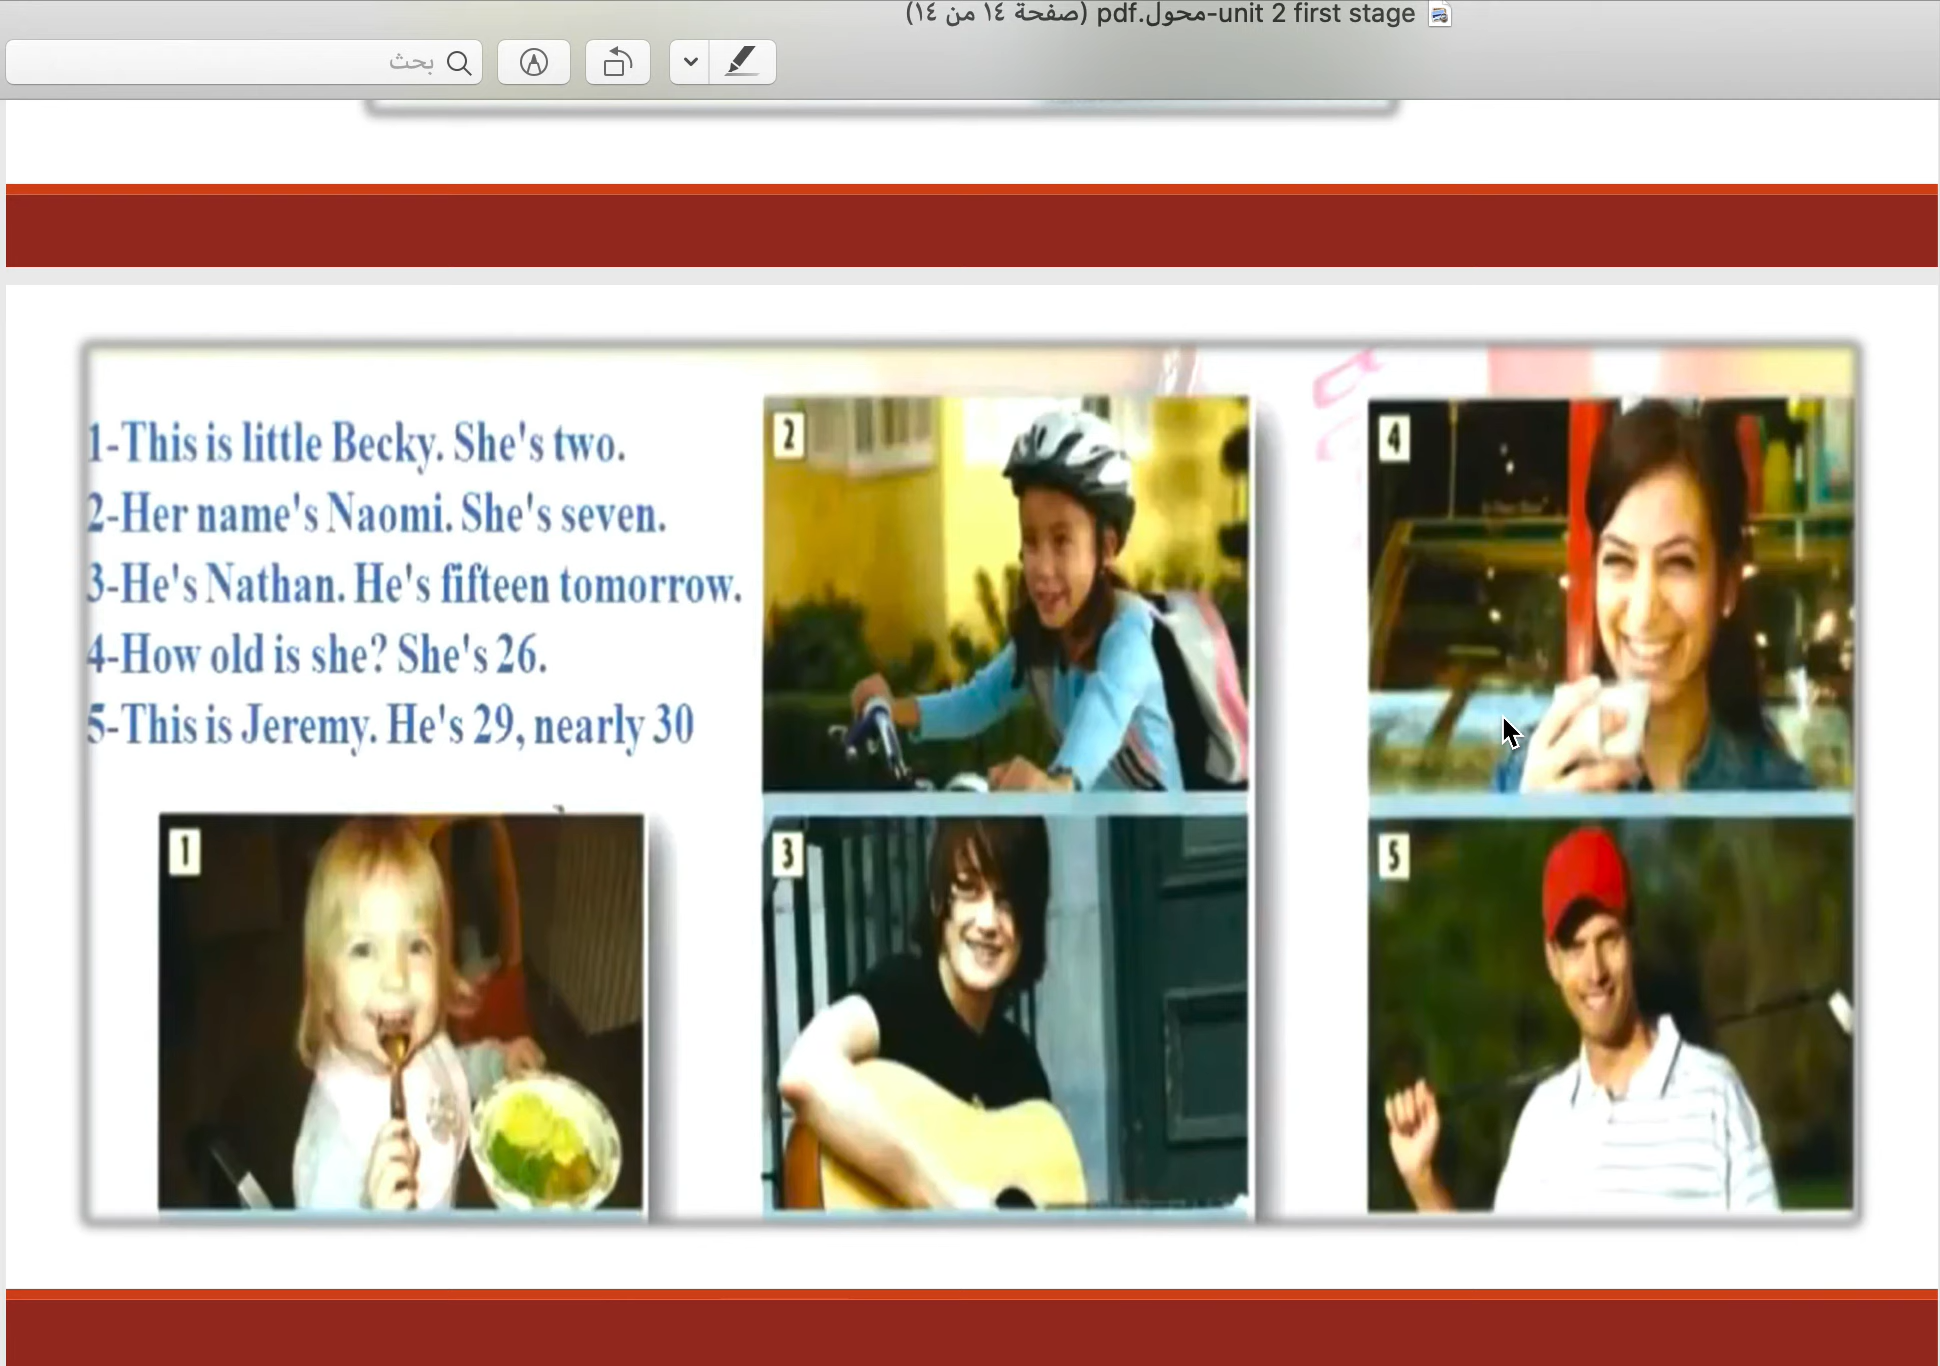 unit 2 first stage-محول.pdf (صفحة ١٤ من ١٤)
بحث
1-This is little Becky. She's two.
2-Her name's Naomi. She's seven.
3-He's Nathan. He's fifteen tomorrow.
4-How old is she? She's 26.
5-This is Jeremy. He's 29, nearly 30
2
4
1
3
5